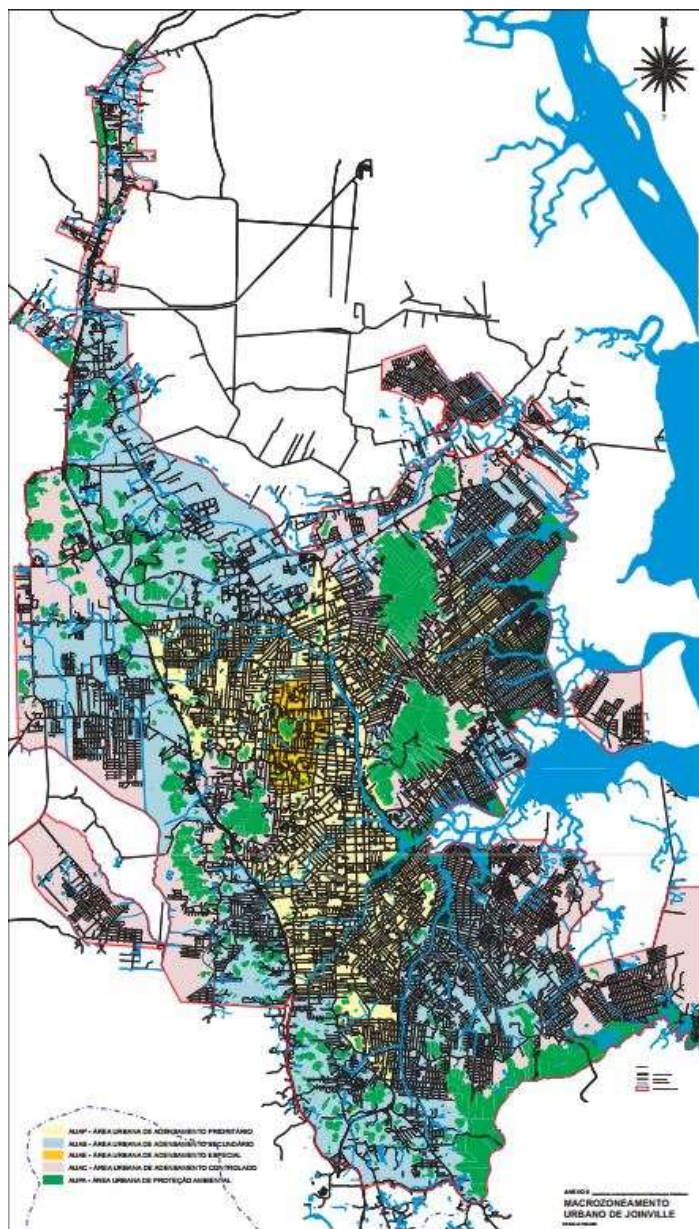 AUAP - ÁREA URBANA DE ADENSAMENTO PRIORITÁRIO
AUAS - ÁREA URBANA DE ADENSAMENTO SECUNDÁRIO
AUAE - ÁREA URBANA DE ADENSAMENTO ESPECIAL
AUAC - ÁREA URBANA DE ADENSAMENTO CONTROLADO
AUPA - ÁREA URBANA DE PROTEÇÃO AMBIENTAL
MACROZONEAMENTO
URBANO DE JOINVILLE